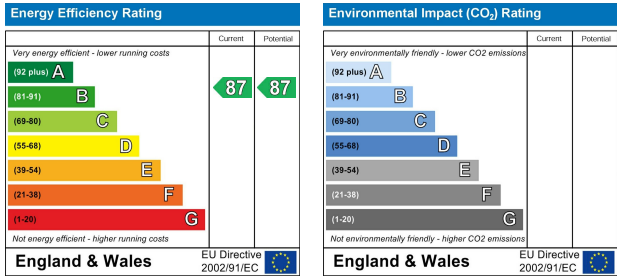 Energy Efficiency Rating
Current Potential
Very energy efficient - lower running costs
(92 plus) A
(81-91) B
87 87
(69-80) C
(55-68) D
(39-54) E
(21-38) F
(1-20) G
Not energy efficient - higher running costs
England & Wales
EU Directive
2002/91/EC
Environmental Impact (CO2) Rating
Current Potential
Very environmentally friendly - lower CO2 emissions
(92 plus) A
(81-91) B
(69-80) C
(55-68) D
(39-54) E
(21-38) F
(1-20) G
Not environmentally friendly - higher CO2 emissions
England & Wales
EU Directive
2002/91/EC